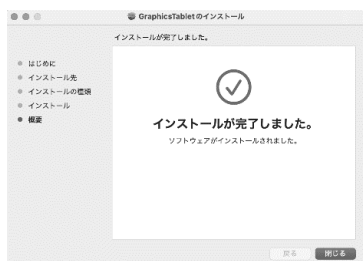 GraphicsTabletのインストール
インストールが完了しました。
はじめに
インストール先
インストールの種類
インストール
概要
インストールが完了しました。
ソフトウェアがインストールされました。
戻る
閉じる